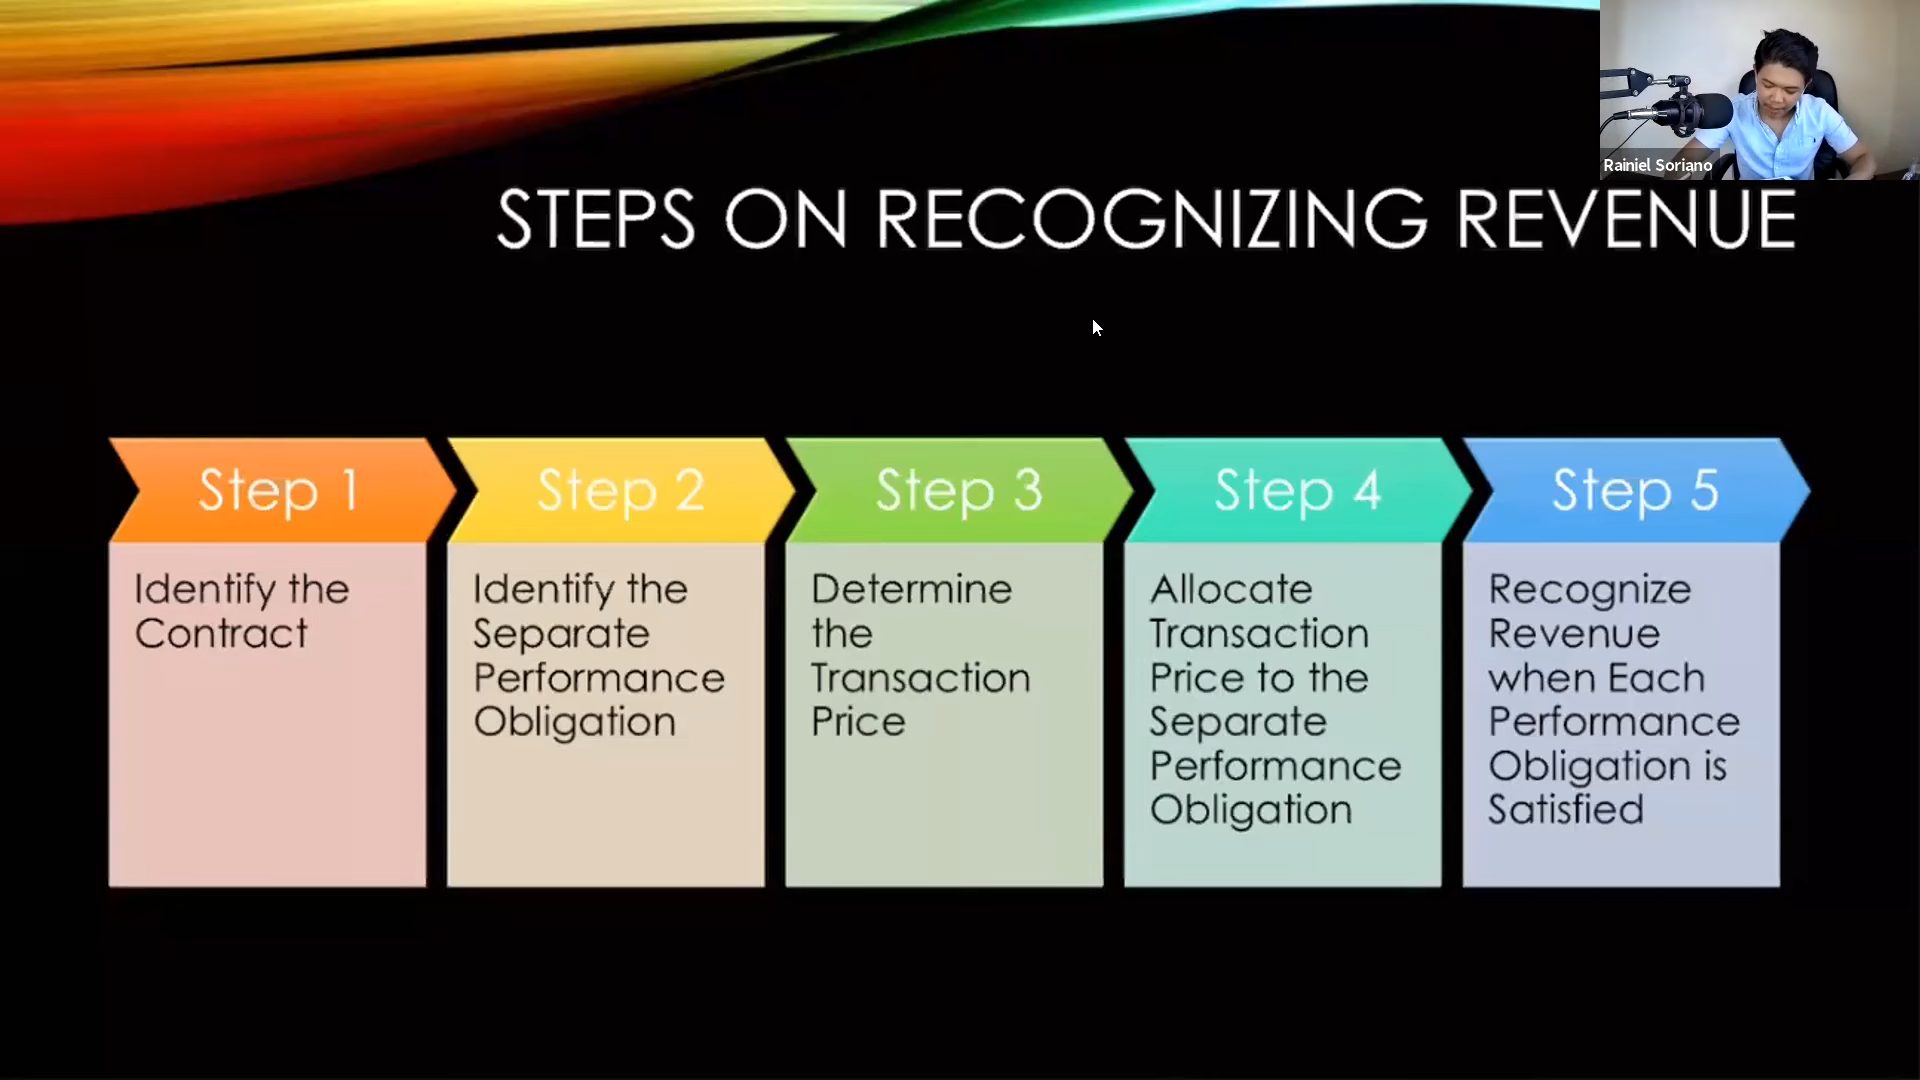 Rainiel Soriano
STEPS ON RECOGNIZING REVENUE
Step 1
Identify the
Contract
Step 2
Identify the
Separate
Performance
Obligation
Step 3
Determine
the
Transaction
Price
Step 4
Allocate
Transaction
Price to the
Separate
Performance
Obligation
Step 5
Recognize
Revenue
when Each
Performance
Obligation is
Satisfied